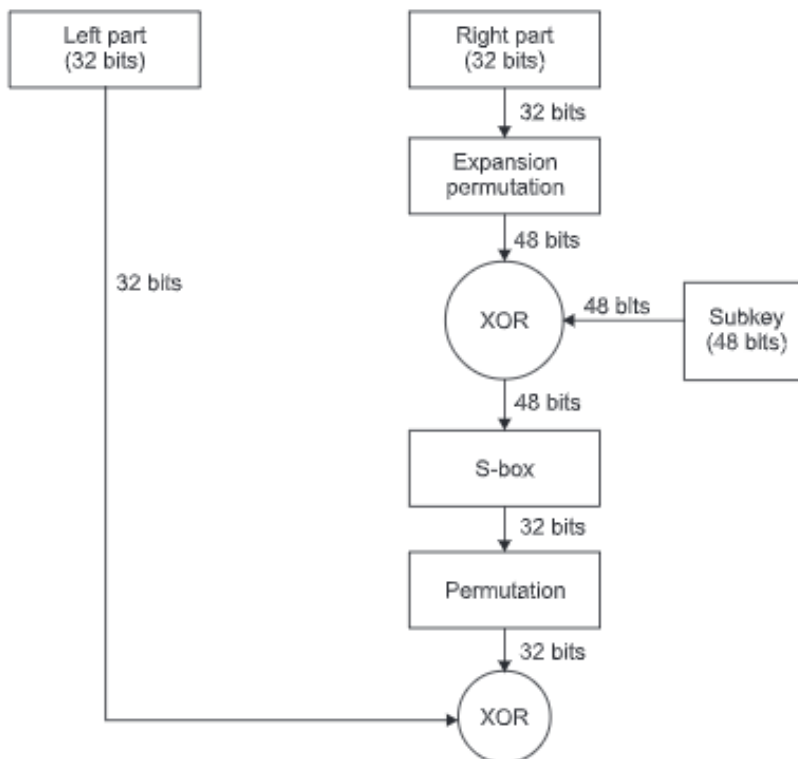 Left part
(32 bits)
Right part
(32 bits)
32 bits
Expansion
permutation
48 bits
32 bits
XOR
48 bits
Subkey
(48 bits)
48 bits
S-box
32 bits
Permutation
32 bits
XOR